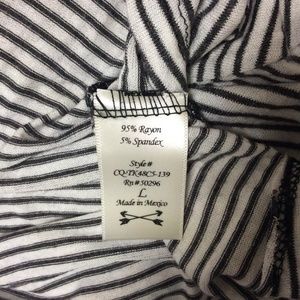 95% Rayon
5% Spandex
Style#
CQ-TK48C5-139
Rn#50296
L
Made in Mexico